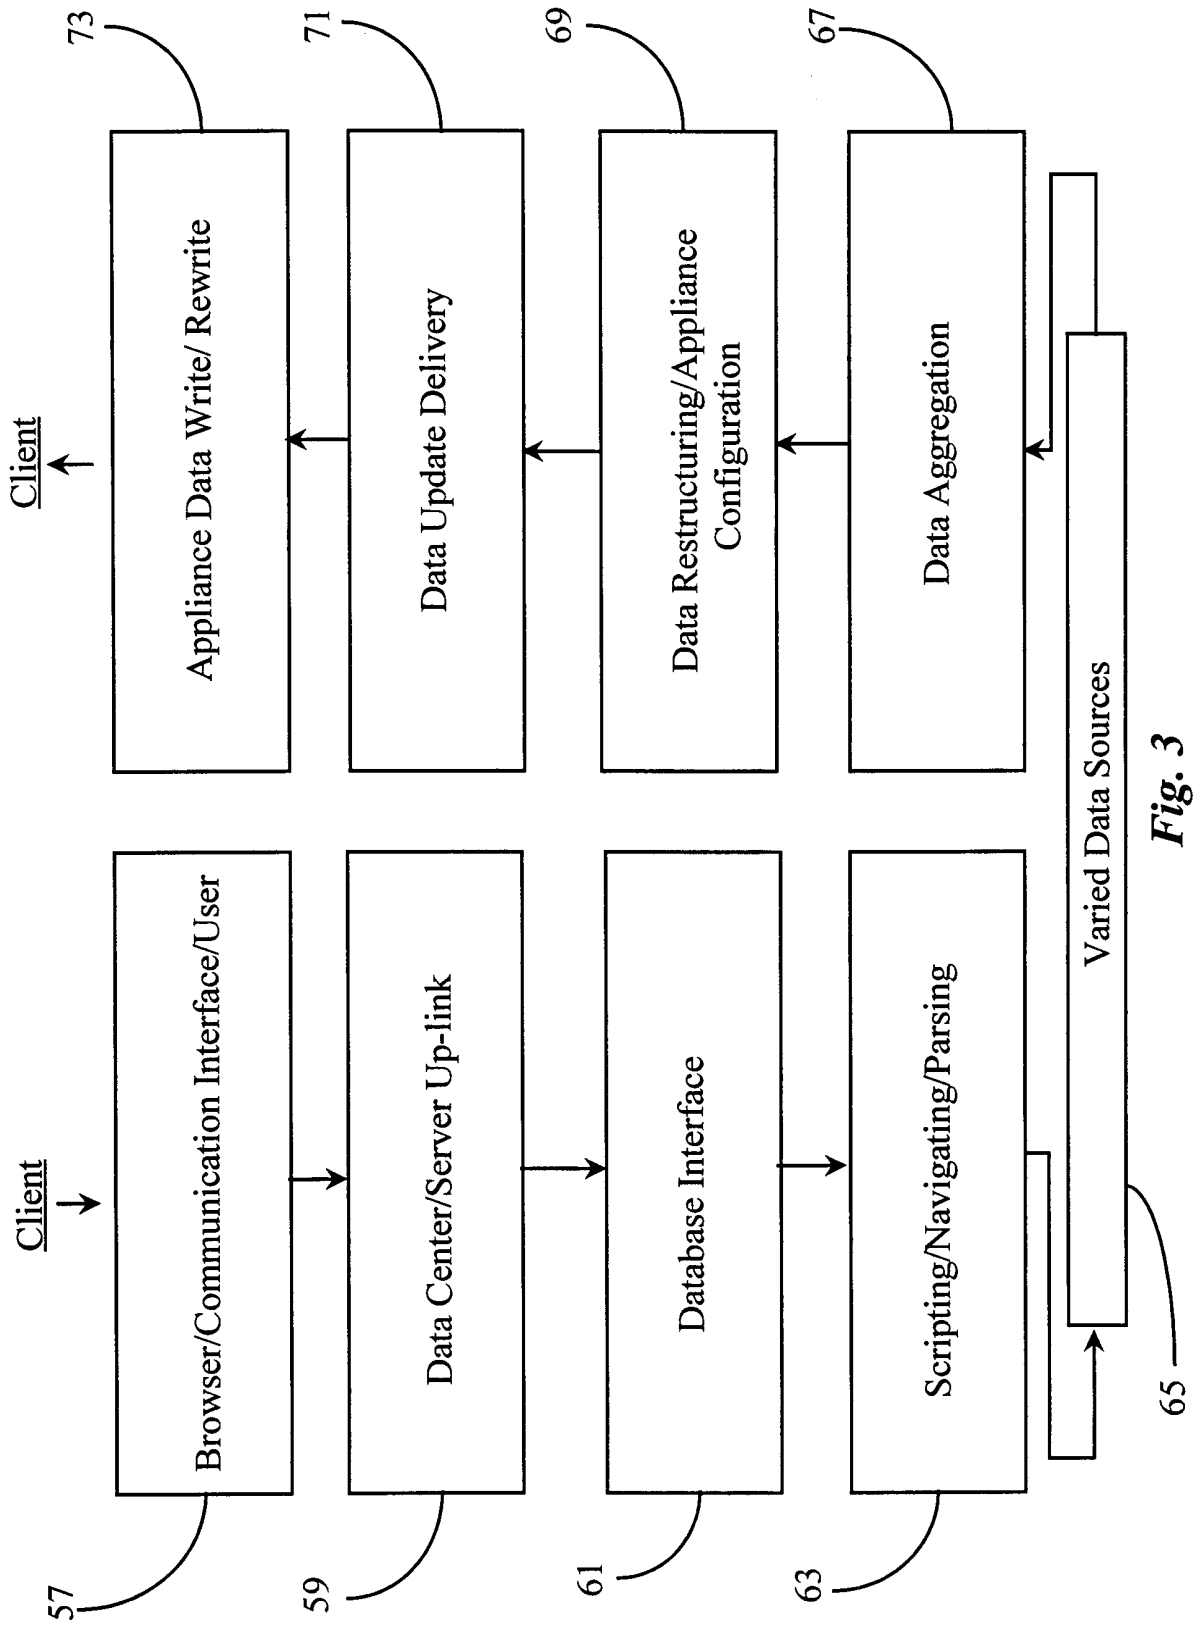 Client
57
Browser/Communication Interface/User
59
Data Center/Server Up-link
61
Database Interface
63
Scripting/Navigating/Parsing
65
Varied Data Sources
Client
73
Appliance Data Write/ Rewrite
71
Data Update Delivery
69
Data Restructuring/Appliance
Configuration
67
Data Aggregation
Fig. 3